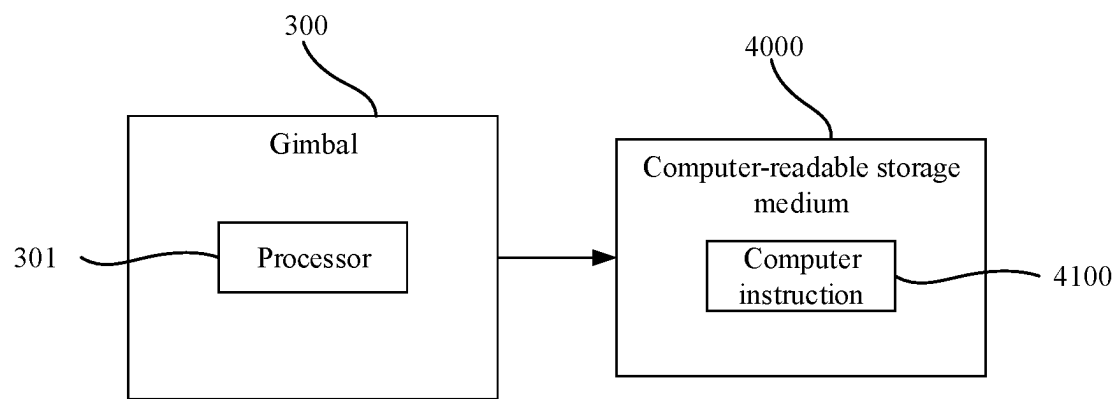 300
4000
Gimbal
Computer-readable storage
medium
301
Processor
Computer
instruction
4100